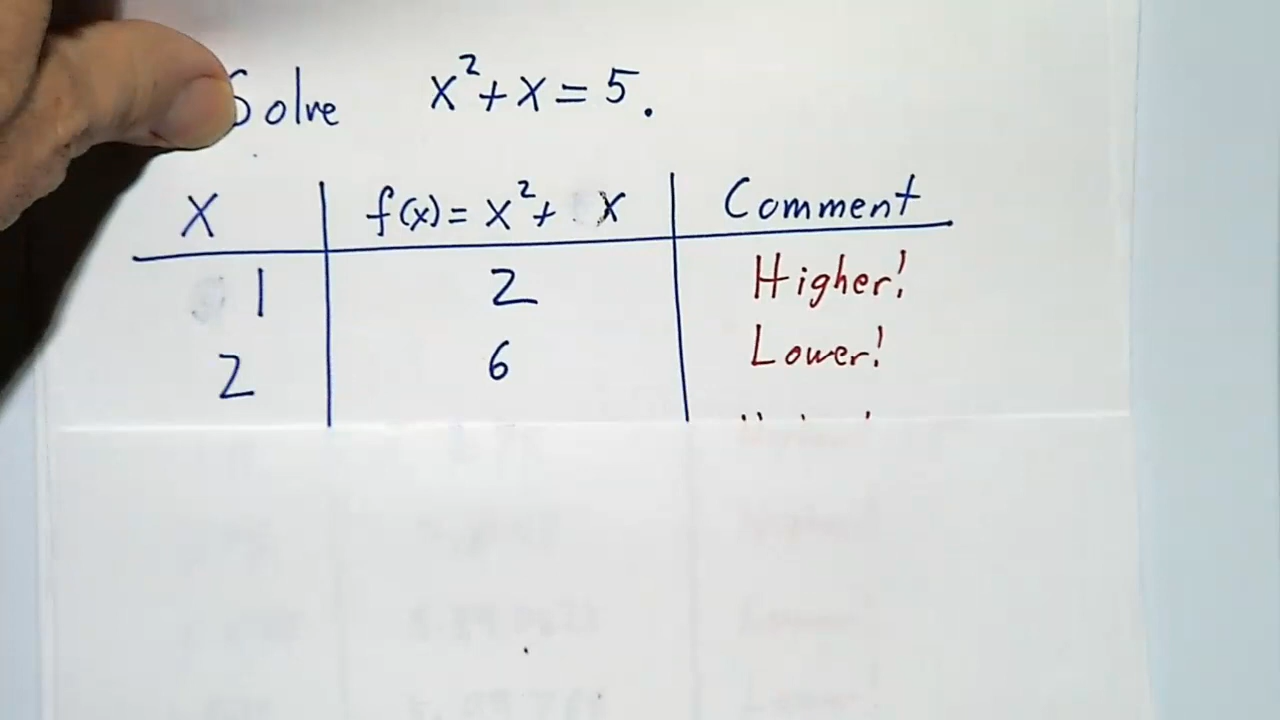 Solve x²+x=5.
x f(x)=x²+ x Comment
1 2 Higher!
2 6 Lower!